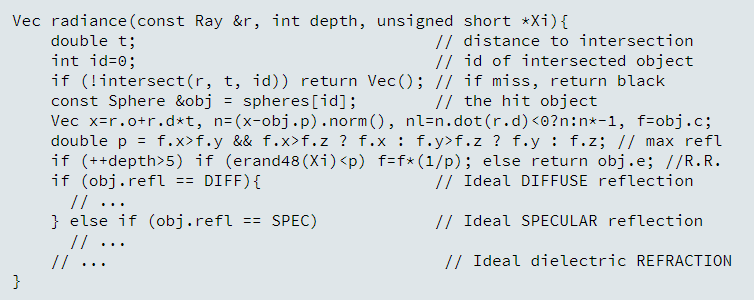 Vec radiance(const Ray &r, int depth, unsigned short *Xi){
    double t;                               // distance to intersection
    int id=0;                               // id of intersected object
    if (!intersect(r, t, id)) return Vec(); // if miss, return black
    const Sphere &obj = spheres[id];        // the hit object
    Vec x=r.o+r.d*t, n=(x-obj.p).norm(), nl=n.dot(r.d)<0?n:n*-1, f=obj.c;
    double p = f.x>f.y && f.x>f.z ? f.x : f.y>f.z ? f.y : f.z; // max refl
    if (++depth>5) if (erand48(Xi)<p) f=f*(1/p); else return obj.e; //R.R.
    if (obj.refl == DIFF){                  // Ideal DIFFUSE reflection
      // ...
    } else if (obj.refl == SPEC)            // Ideal SPECULAR reflection
      // ...
    // ...                                   // Ideal dielectric REFRACTION
}